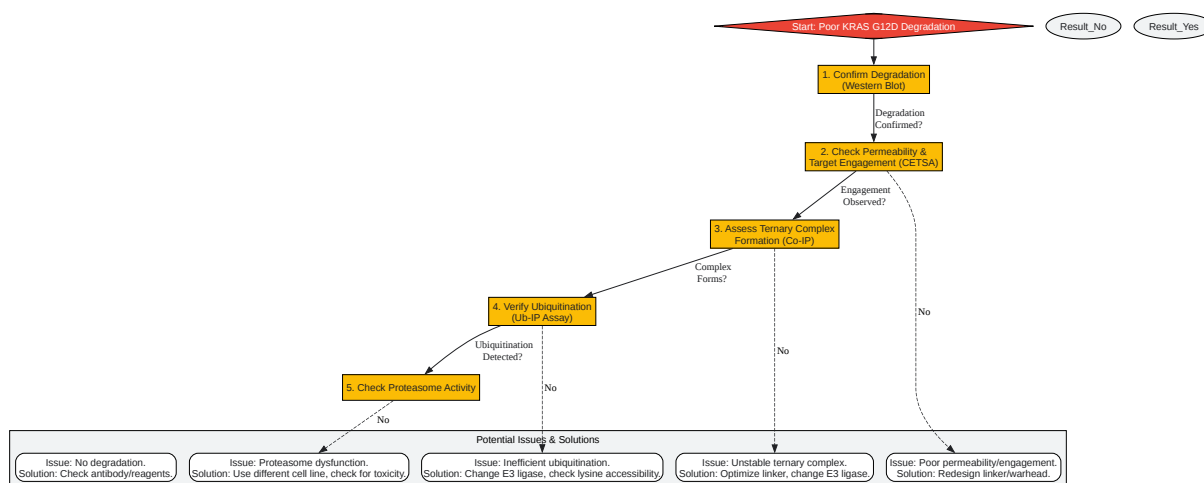 Start: Poor KRAS G12D Degradation
Result_No
Result_Yes
1. Confirm Degradation
(Western Blot)
Degradation
Confirmed?
2. Check Permeability &
Target Engagement (CETSA)
Engagement
Observed?
3. Assess Ternary Complex
Formation (Co-IP)
Complex
Forms?
4. Verify Ubiquitination
(Ub-IP Assay)
No
Ubiquitination
Detected?
No
5. Check Proteasome Activity
No
No
Potential Issues & Solutions
Issue: No degradation.
Solution: Check antibody/reagents.
Issue: Proteasome dysfunction.
Solution: Use different cell line, check for toxicity.
Issue: Inefficient ubiquitination.
Solution: Change E3 ligase, check lysine accessibility.
Issue: Unstable ternary complex.
Solution: Optimize linker, change E3 ligase.
Issue: Poor permeability/engagement.
Solution: Redesign linker/warhead.